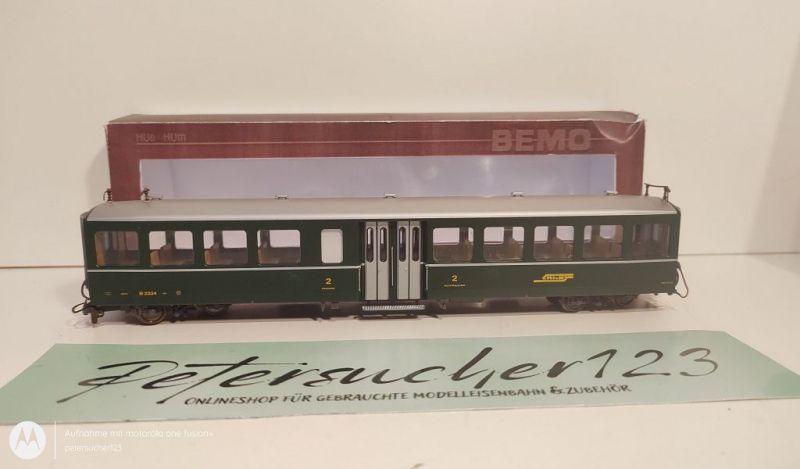 H0e · H0m BEMO
2 2
B 2324
Petersucher123
ONLINESHOP FÜR GEBRAUCHTE MODELLEISENBAHN & ZUBEHÖR
Aufnahme mit motorola one fusion+
petersucher123